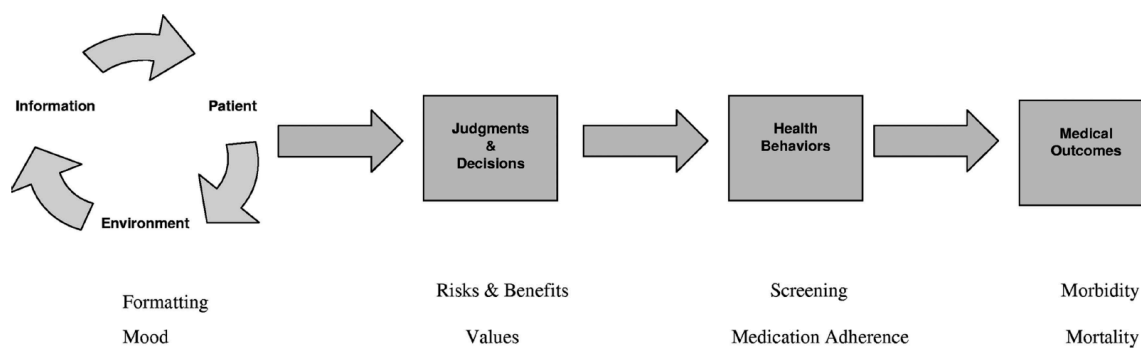 Information
Patient
Environment
Judgments
&
Decisions
Health
Behaviors
Medical
Outcomes
Formatting
Risks & Benefits
Screening
Morbidity
Mood
Values
Medication Adherence
Mortality